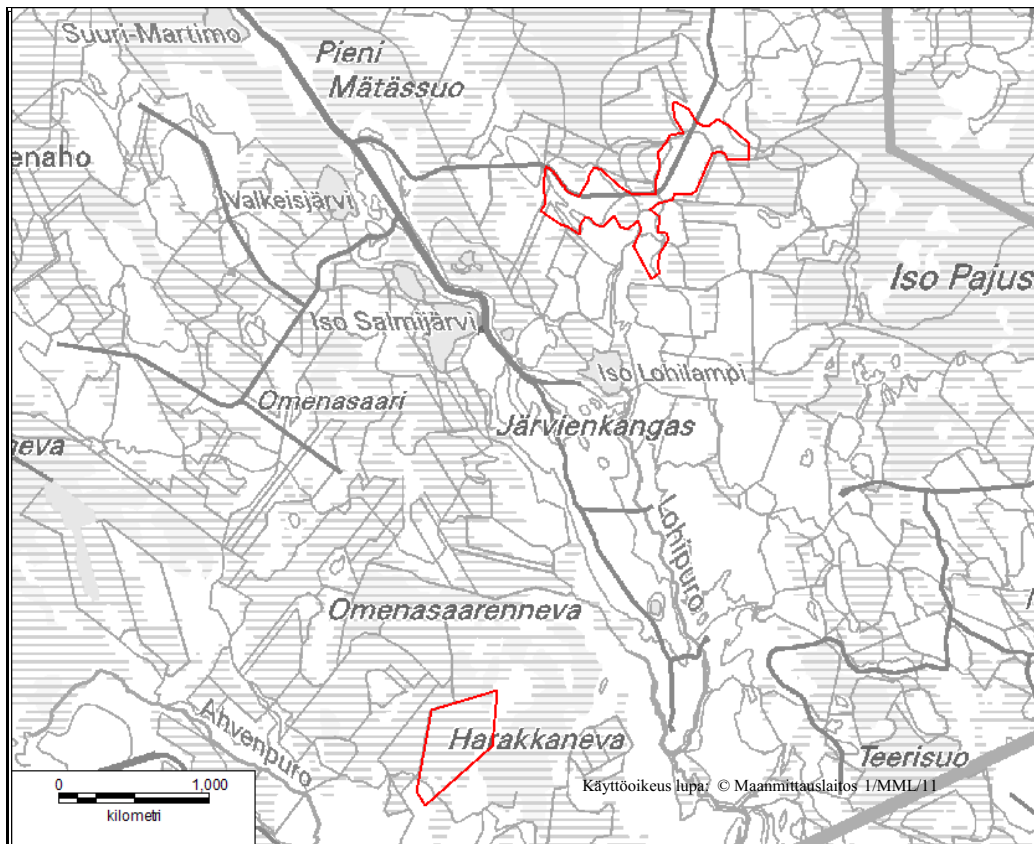 Suuri-Martimo
Pieni
Mätässuo
enaho
Valkeisjärvi
Iso Pajus
Iso Salmijärvi
Iso Lohilampi
Omenasaari
Järvienkangas
neva
Lohipuro
Omenasaarenneva
Ahvenpuro
Harakkaneva
Teerisuo
Käyttöoikeus lupa: © Maanmittauslaitos 1/MML/11
0 1,000
kilometri